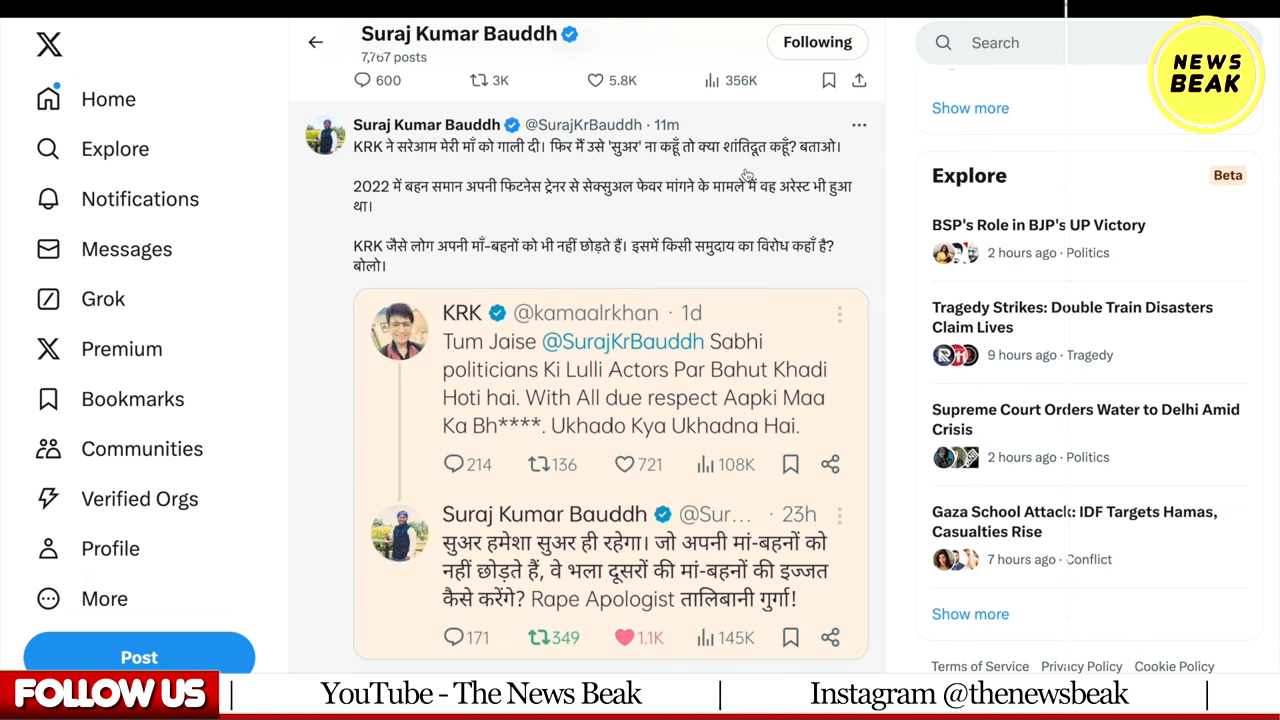 Suraj Kumar Bauddh
7,767 posts
Following
600 3K 5.8K 356K
Suraj Kumar Bauddh @SurajKrBauddh · 11m
KRK ने सरेआम मेरी माँ को गाली दी। फिर मैं उसे 'सुअर' ना कहूँ तो क्या शांतिदूत कहूँ? बताओ।
2022 में बहन समान अपनी फिटनेस ट्रेनर से सेक्सुअल फेवर मांगने के मामले में वह अरेस्ट भी हुआ
था।
KRK जैसे लोग अपनी माँ-बहनों को भी नहीं छोड़ते हैं। इसमें किसी समुदाय का विरोध कहाँ है?
बोलो।
KRK @kamaalrkhan · 1d
Tum Jaise @SurajKrBauddh Sabhi
politicians Ki Lulli Actors Par Bahut Khadi
Hoti hai. With All due respect Aapki Maa
Ka Bh****. Ukhado Kya Ukhadna Hai.
214 136 721 108K
Suraj Kumar Bauddh @Sur... · 23h
सुअर हमेशा सुअर ही रहेगा। जो अपनी मां-बहनों को
नहीं छोड़ते हैं, वे भला दूसरों की मां-बहनों की इज्जत
कैसे करेंगे? Rape Apologist तालिबानी गुर्गा!
171 349 1.1K 145K
Home
Explore
Notifications
Messages
Grok
Premium
Bookmarks
Communities
Verified Orgs
Profile
More
Post
Search
NEWS
BEAK
Show more
Explore
Beta
BSP's Role in BJP's UP Victory
2 hours ago · Politics
Tragedy Strikes: Double Train Disasters
Claim Lives
9 hours ago · Tragedy
Supreme Court Orders Water to Delhi Amid
Crisis
2 hours ago · Politics
Gaza School Attack: IDF Targets Hamas,
Casualties Rise
7 hours ago · Conflict
Show more
Terms of Service Privacy Policy Cookie Policy
FOLLOW US
YouTube - The News Beak
Instagram @thenewsbeak